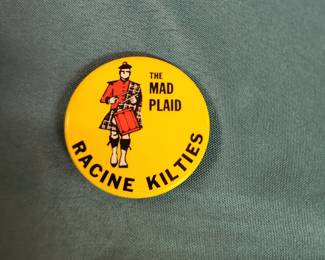 THE
MAD
PLAID
RACINE KILTIES